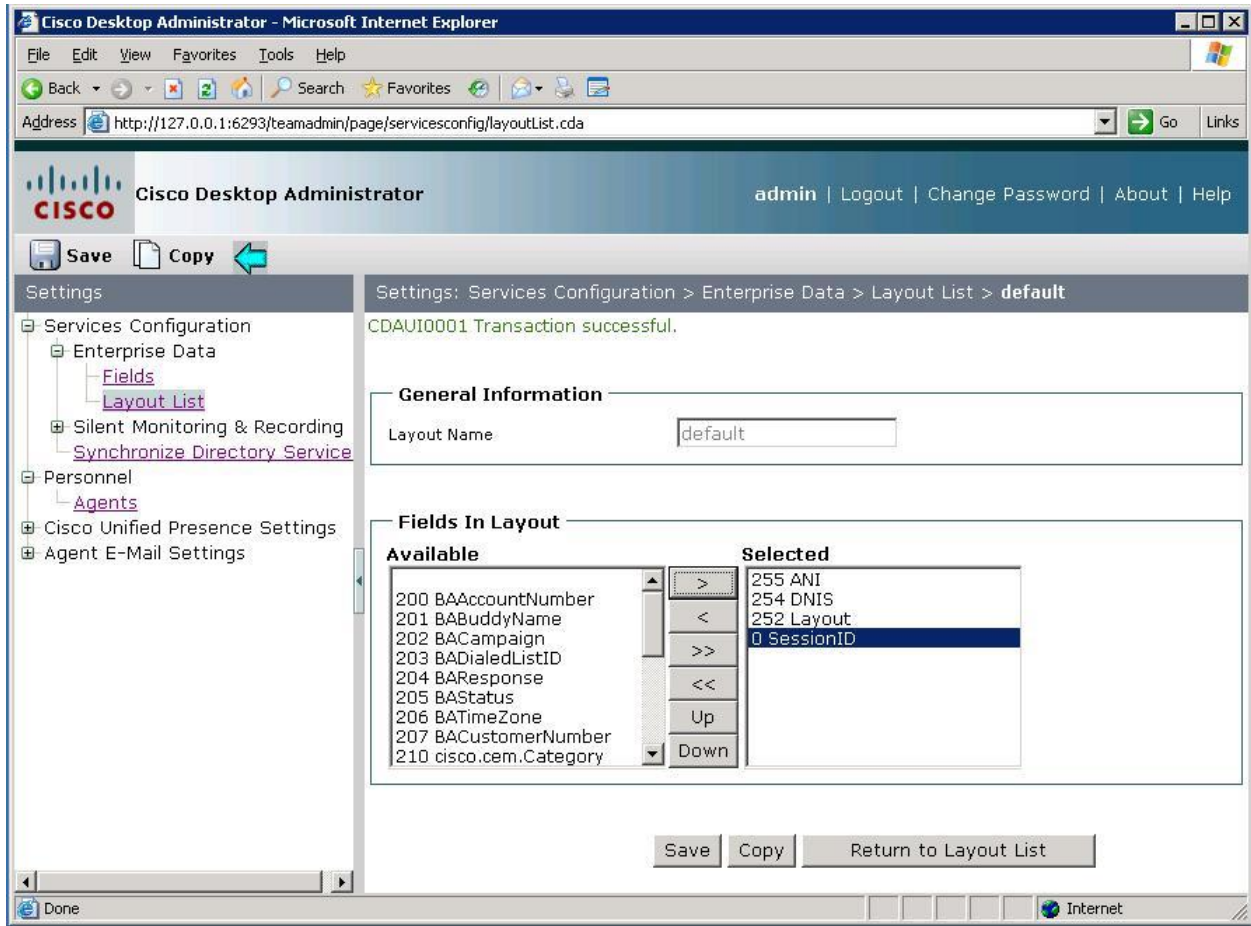 Cisco Desktop Administrator - Microsoft Internet Explorer
File Edit View Favorites Tools Help
Back Search Favorites
Address http://127.0.0.1:6293/teamadmin/page/servicesconfig/layoutList.cda Go Links
CISCO
Cisco Desktop Administrator
admin | Logout | Change Password | About | Help
Save Copy
Settings
Services Configuration
Enterprise Data
Fields
Layout List
Silent Monitoring & Recording
Synchronize Directory Service
Personnel
Agents
Cisco Unified Presence Settings
Agent E-Mail Settings
Settings: Services Configuration > Enterprise Data > Layout List > default
CDAUI0001 Transaction successful.
General Information
Layout Name default
Fields In Layout
Available
200 BAAccountNumber
201 BABuddyName
202 BACampaign
203 BADialedListID
204 BAResponse
205 BAStatus
206 BATimeZone
207 BACustomerNumber
210 cisco.cem.Category
>
<
>>
<<
Up
Down
Selected
255 ANI
254 DNIS
252 Layout
0 SessionID
Save Copy Return to Layout List
Done Internet